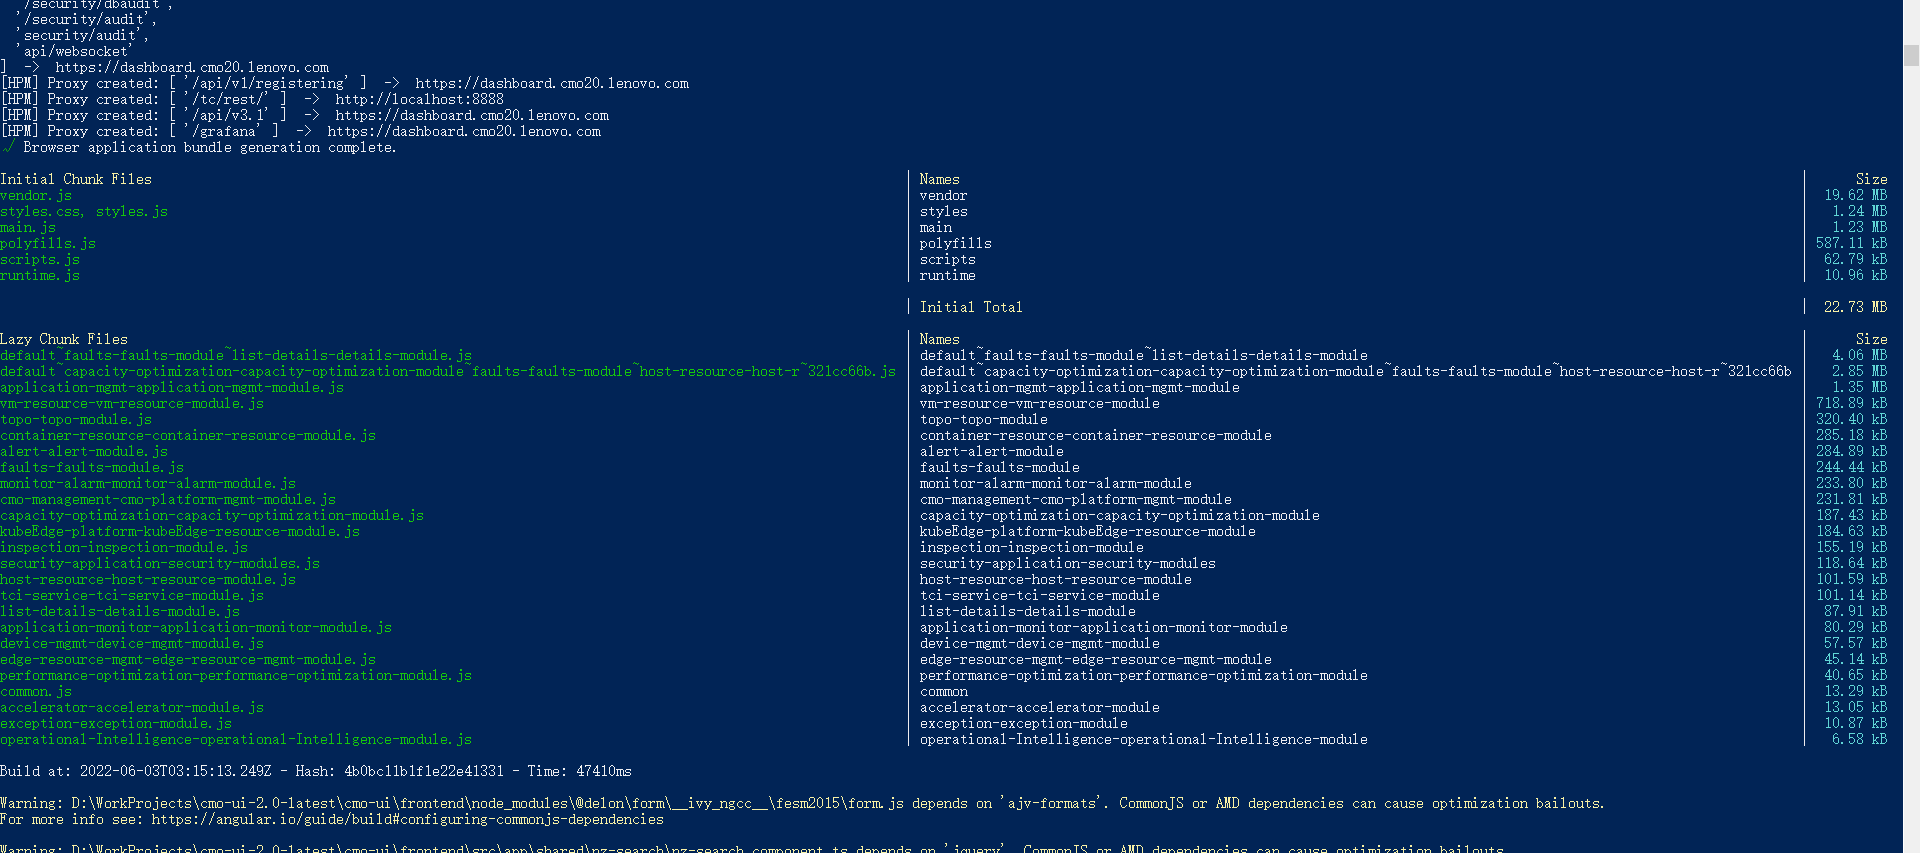 '/security/dbaudit',
'/security/audit',
'security/audit',
'api/websocket'
]  ->  https://dashboard.cmo20.lenovo.com
[HPM] Proxy created: [ '/api/v1/registering' ]  ->  https://dashboard.cmo20.lenovo.com
[HPM] Proxy created: [ '/tc/rest/' ]  ->  http://localhost:8888
[HPM] Proxy created: [ '/api/v3.1' ]  ->  https://dashboard.cmo20.lenovo.com
[HPM] Proxy created: [ '/grafana' ]  ->  https://dashboard.cmo20.lenovo.com
√ Browser application bundle generation complete.
Initial Chunk Files | Names | Size
vendor.js | vendor | 19.62 MB
styles.css, styles.js | styles | 1.24 MB
main.js | main | 1.23 MB
polyfills.js | polyfills | 587.11 kB
scripts.js | scripts | 62.79 kB
runtime.js | runtime | 10.96 kB
| Initial Total | 22.73 MB
Lazy Chunk Files | Names | Size
default~faults-faults-module~list-details-details-module.js | default~faults-faults-module~list-details-details-module | 4.06 MB
default~capacity-optimization-capacity-optimization-module~faults-faults-module~host-resource-host-r~321cc66b.js | default~capacity-optimization-capacity-optimization-module~faults-faults-module~host-resource-host-r~321cc66b | 2.85 MB
application-mgmt-application-mgmt-module.js | application-mgmt-application-mgmt-module | 1.35 MB
vm-resource-vm-resource-module.js | vm-resource-vm-resource-module | 718.89 kB
topo-topo-module.js | topo-topo-module | 320.40 kB
container-resource-container-resource-module.js | container-resource-container-resource-module | 285.18 kB
alert-alert-module.js | alert-alert-module | 284.89 kB
faults-faults-module.js | faults-faults-module | 244.44 kB
monitor-alarm-monitor-alarm-module.js | monitor-alarm-monitor-alarm-module | 233.80 kB
cmo-management-cmo-platform-mgmt-module.js | cmo-management-cmo-platform-mgmt-module | 231.81 kB
capacity-optimization-capacity-optimization-module.js | capacity-optimization-capacity-optimization-module | 187.43 kB
kubeEdge-platform-kubeEdge-resource-module.js | kubeEdge-platform-kubeEdge-resource-module | 184.63 kB
inspection-inspection-module.js | inspection-inspection-module | 155.19 kB
security-application-security-modules.js | security-application-security-modules | 118.64 kB
host-resource-host-resource-module.js | host-resource-host-resource-module | 101.59 kB
tci-service-tci-service-module.js | tci-service-tci-service-module | 101.14 kB
list-details-details-module.js | list-details-details-module | 87.91 kB
application-monitor-application-monitor-module.js | application-monitor-application-monitor-module | 80.29 kB
device-mgmt-device-mgmt-module.js | device-mgmt-device-mgmt-module | 57.57 kB
edge-resource-mgmt-edge-resource-mgmt-module.js | edge-resource-mgmt-edge-resource-mgmt-module | 45.14 kB
performance-optimization-performance-optimization-module.js | performance-optimization-performance-optimization-module | 40.65 kB
common.js | common | 13.29 kB
accelerator-accelerator-module.js | accelerator-accelerator-module | 13.05 kB
exception-exception-module.js | exception-exception-module | 10.87 kB
operational-Intelligence-operational-Intelligence-module.js | operational-Intelligence-operational-Intelligence-module | 6.58 kB
Build at: 2022-06-03T03:15:13.249Z - Hash: 4b0bc11b1f1e22e41331 - Time: 47410ms
Warning: D:\WorkProjects\cmo-ui-2.0-latest\cmo-ui\frontend\node_modules\@delon\form\__ivy_ngcc__\fesm2015\form.js depends on 'ajv-formats'. CommonJS or AMD dependencies can cause optimization bailouts.
For more info see: https://angular.io/guide/build#configuring-commonjs-dependencies
Warning: D:\WorkProjects\cmo-ui-2.0-latest\cmo-ui\frontend\src\app\shared\nz-search\nz-search.component.ts depends on 'jquery'. CommonJS or AMD dependencies can cause optimization bailouts.